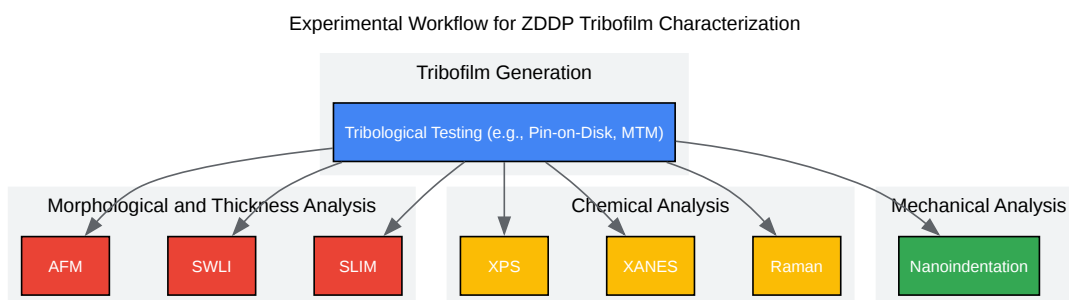 Experimental Workflow for ZDDP Tribofilm Characterization
Tribofilm Generation
Tribological Testing (e.g., Pin-on-Disk, MTM)
Morphological and Thickness Analysis
Chemical Analysis
Mechanical Analysis
AFM
SWLI
SLIM
XPS
XANES
Raman
Nanoindentation